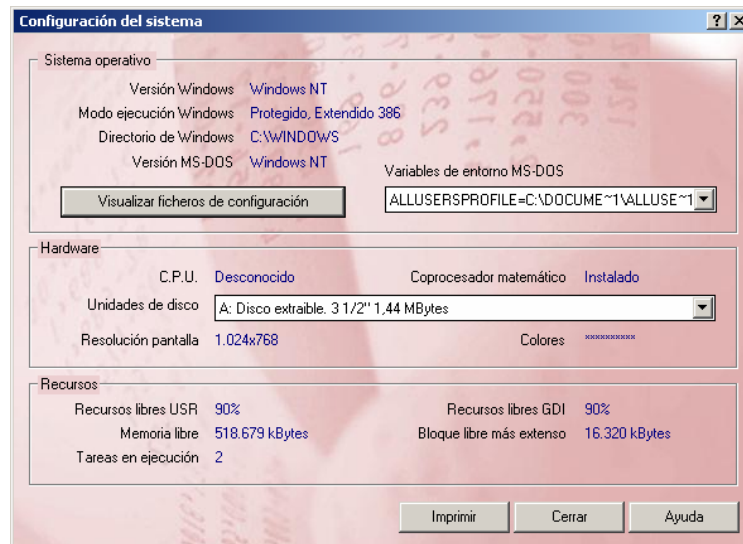 Configuración del sistema
Sistema operativo
Versión Windows Windows NT
Modo ejecución Windows Protegido, Extendido 386
Directorio de Windows C:\WINDOWS
Versión MS-DOS Windows NT
Variables de entorno MS-DOS
Visualizar ficheros de configuración
ALLUSERSPROFILE=C:\DOCUME~1\ALLUSE~1
Hardware
C.P.U. Desconocido Coprocesador matemático Instalado
Unidades de disco A: Disco extraible. 3 1/2" 1,44 MBytes
Resolución pantalla 1.024x768 Colores **********
Recursos
Recursos libres USR 90% Recursos libres GDI 90%
Memoria libre 518.679 kBytes Bloque libre más extenso 16.320 kBytes
Tareas en ejecución 2
Imprimir Cerrar Ayuda